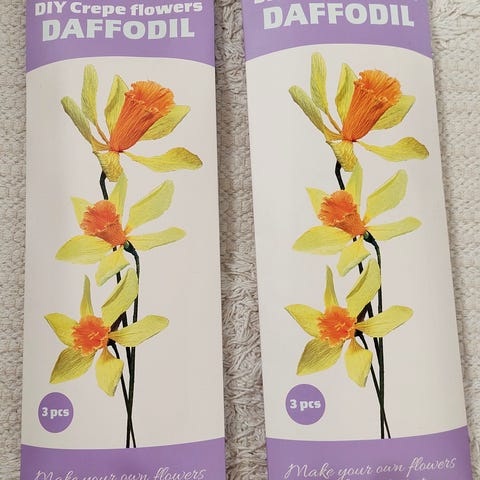 DIY Crepe flowers
DAFFODIL
3 pcs
Make your own flowers
DAFFODIL
3 pcs
Make your own flowers